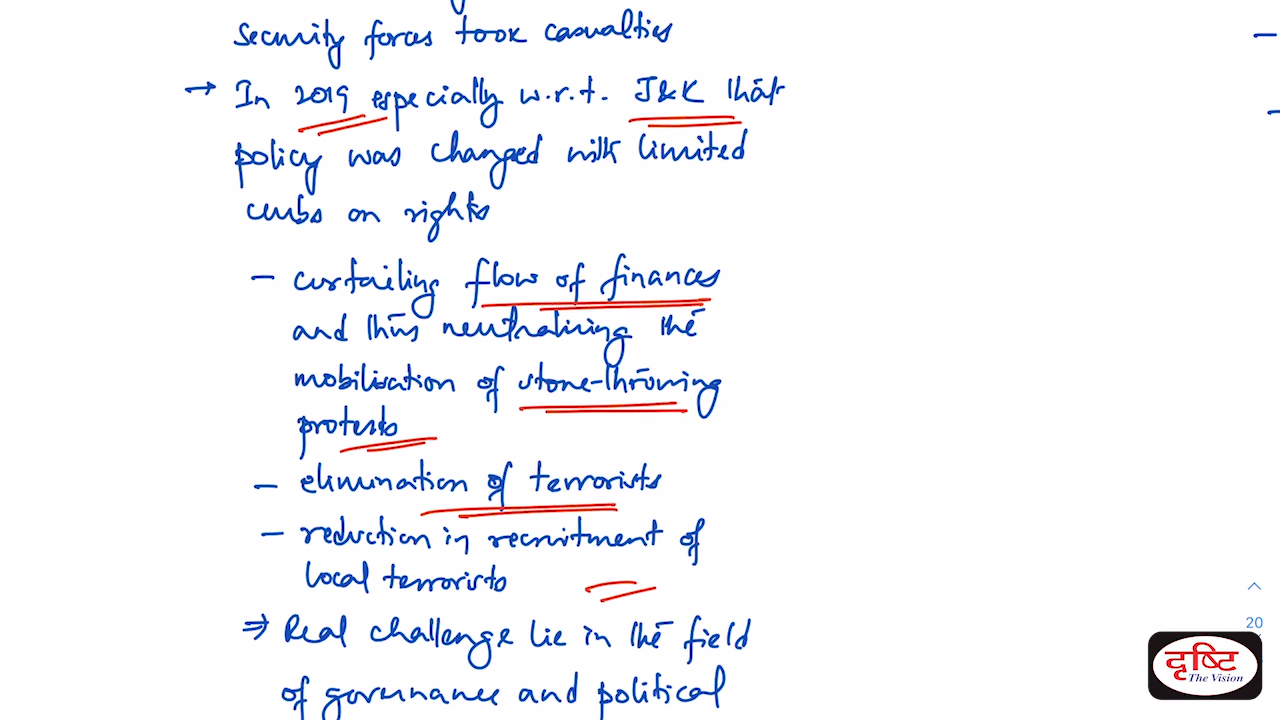 Security forces took casualties
→ In 2019 especially w.r.t. J&K that
policy was changed with limited
curbs on rights
- curtailing flow of finances
and thus neutralizing the
mobilisation of stone-throwing
protests
- elimination of terrorists
- reduction in recruitment of
local terrorists
⇒ Real challenge lie in the field
of governance and political
20
दृष्टि
The Vision